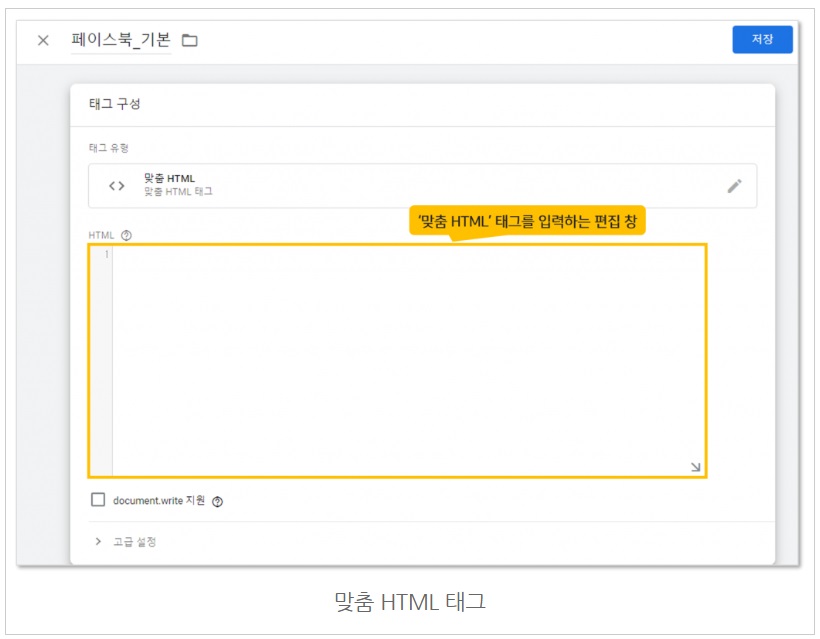 페이스북_기본
저장
태그 구성
태그 유형
맞춤 HTML
맞춤 HTML 태그
'맞춤 HTML' 태그를 입력하는 편집 창
HTML
1
document.write 지원
고급 설정
맞춤 HTML 태그